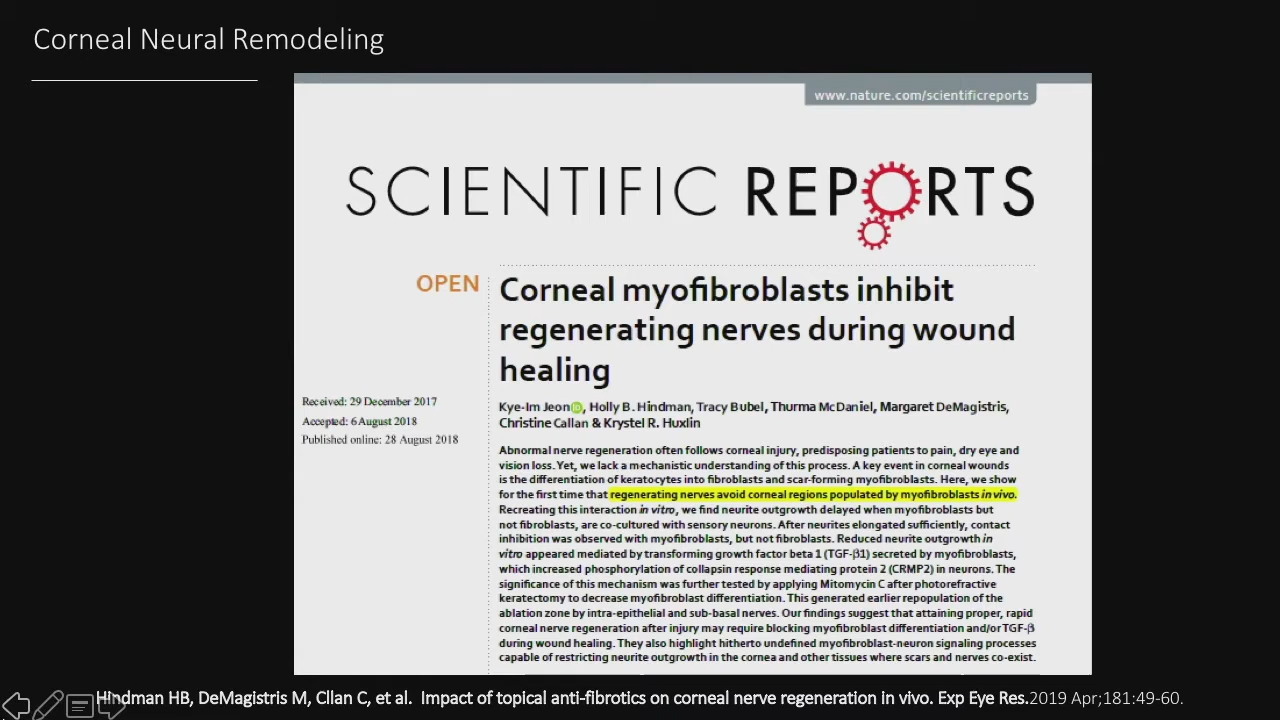 Corneal Neural Remodeling
www.nature.com/scientificreports
SCIENTIFIC REPORTS
OPEN
Corneal myofibroblasts inhibit
regenerating nerves during wound
healing
Received: 29 December 2017
Accepted: 6 August 2018
Published online: 28 August 2018
Kye-Im Jeon, Holly B. Hindman, Tracy Bubel, Thurma McDaniel, Margaret DeMagistris,
Christine Callan & Krystel R. Huxlin
Abnormal nerve regeneration often follows corneal injury, predisposing patients to pain, dry eye and
vision loss. Yet, we lack a mechanistic understanding of this process. A key event in corneal wounds
is the differentiation of keratocytes into fibroblasts and scar-forming myofibroblasts. Here, we show
for the first time that regenerating nerves avoid corneal regions populated by myofibroblasts in vivo.
Recreating this interaction in vitro, we find neurite outgrowth delayed when myofibroblasts but
not fibroblasts, are co-cultured with sensory neurons. After neurites elongated sufficiently, contact
inhibition was observed with myofibroblasts, but not fibroblasts. Reduced neurite outgrowth in
vitro appeared mediated by transforming growth factor beta 1 (TGF-β1) secreted by myofibroblasts,
which increased phosphorylation of collapsin response mediating protein 2 (CRMP2) in neurons. The
significance of this mechanism was further tested by applying Mitomycin C after photorefractive
keratectomy to decrease myofibroblast differentiation. This generated earlier repopulation of the
ablation zone by intra-epithelial and sub-basal nerves. Our findings suggest that attaining proper, rapid
corneal nerve regeneration after injury may require blocking myofibroblast differentiation and/or TGF-β
during wound healing. They also highlight hitherto undefined myofibroblast-neuron signaling processes
capable of restricting neurite outgrowth in the cornea and other tissues where scars and nerves co-exist.
Hindman HB, DeMagistris M, Cllan C, et al. Impact of topical anti-fibrotics on corneal nerve regeneration in vivo. Exp Eye Res.2019 Apr;181:49-60.